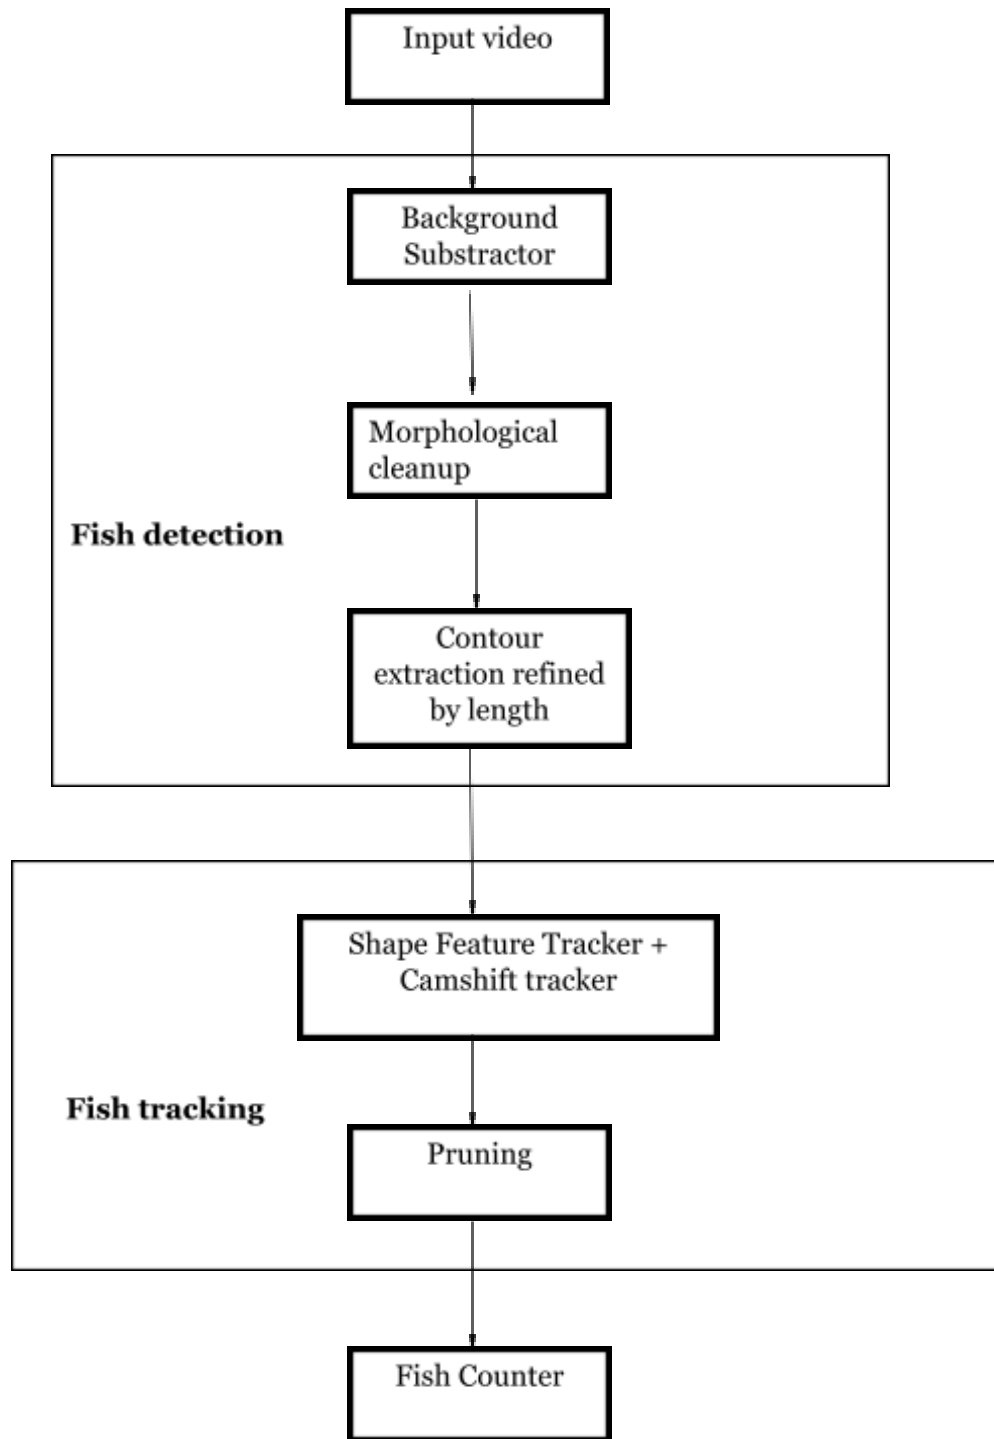 Input video
Background
Substractor
Morphological
cleanup
Fish detection
Contour
extraction refined
by length
Shape Feature Tracker +
Camshift tracker
Fish tracking
Pruning
Fish Counter